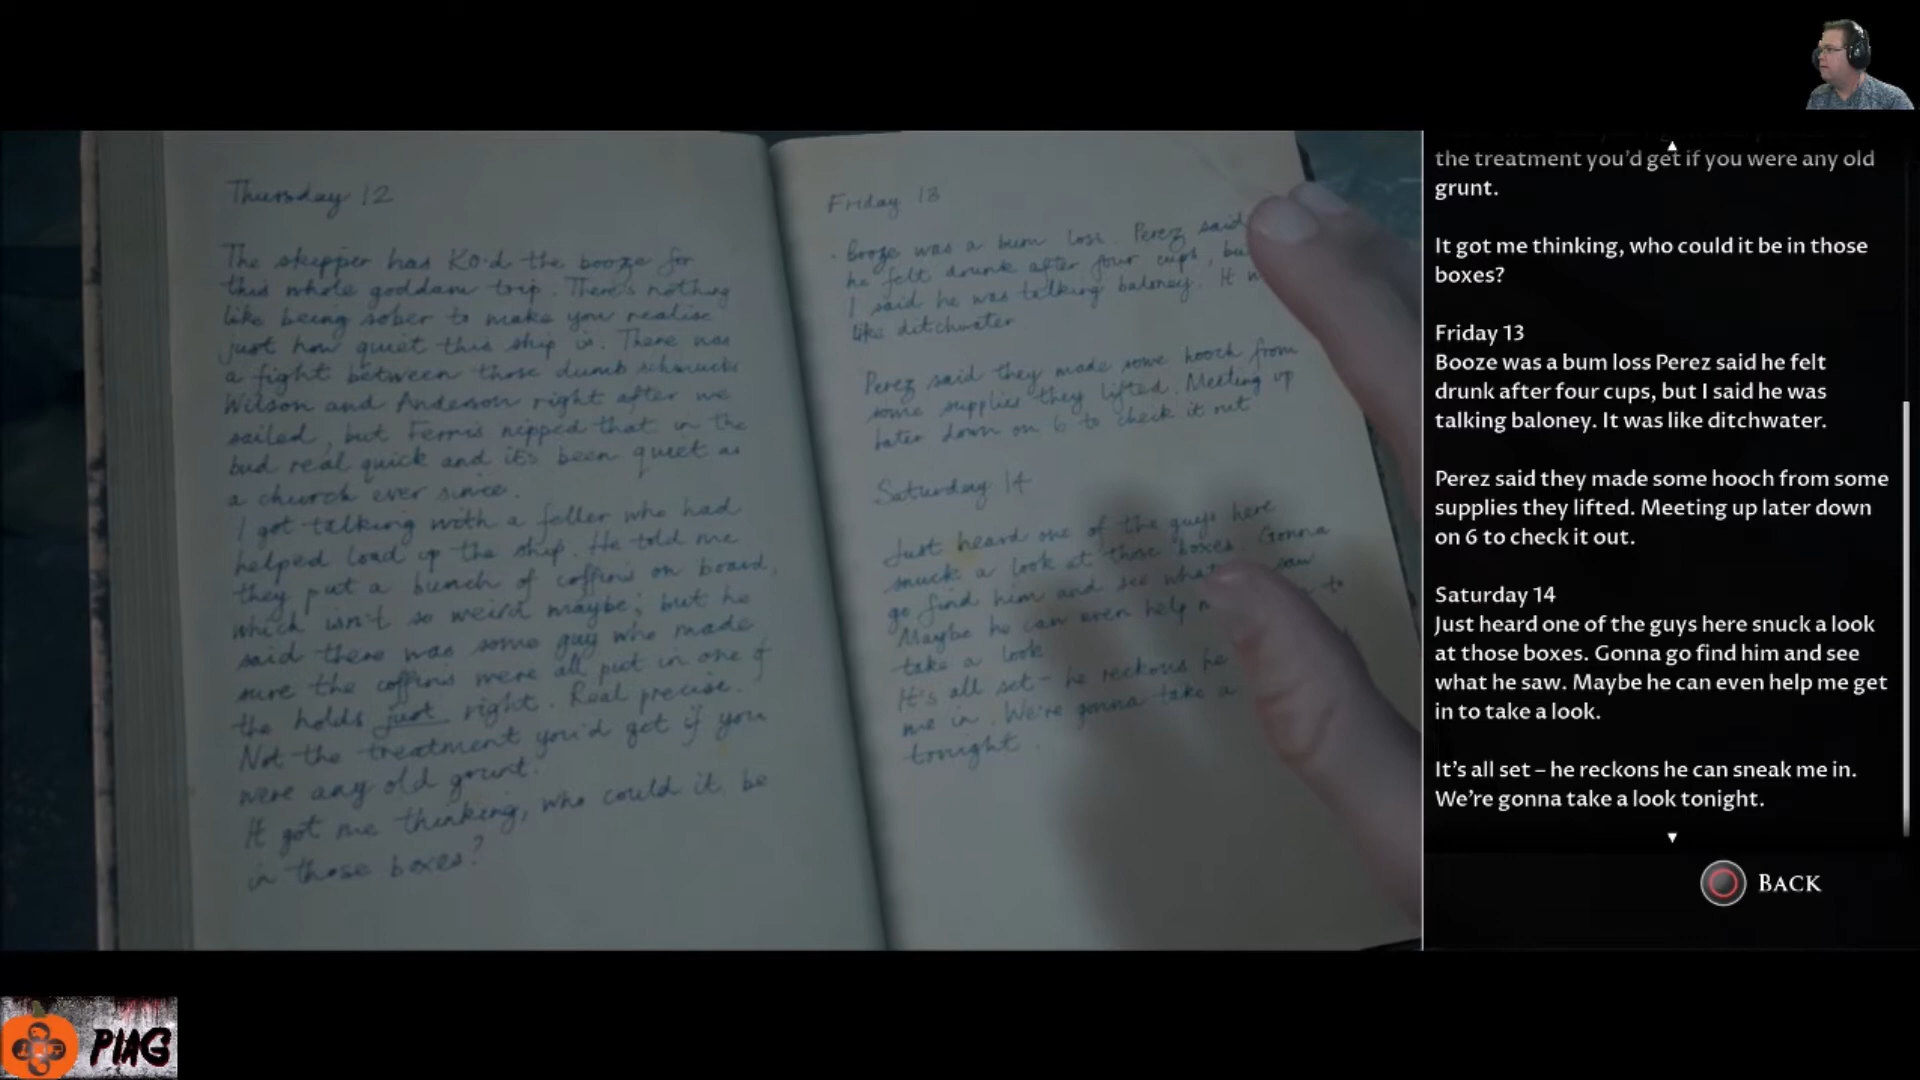 Thursday 12
The skipper has KO'd the booze for
this whole goddam trip. There's nothing
like being sober to make you realise
just how quiet this ship is. There was
a fight between those dumb schmucks
Wilson and Anderson right after we
sailed, but Ferris nipped that in the
bud real quick and it's been quiet as
a church ever since.
I got talking with a feller who had
helped load up the ship. He told me
they put a bunch of coffins on board,
which isn't so weird maybe; but he
said there was some guy who made
sure the coffins were all put in one of
the holds just right. Real precise.
Not the treatment you'd get if you
were any old grunt.
It got me thinking, who could it be
in those boxes?
Friday 13
Booze was a bum loss. Perez said
he felt drunk after four cups, bu
I said he was talking baloney. It w
like ditchwater
Perez said they made some hooch from
some supplies they lifted. Meeting up
later down on 6 to check it out
Saturday 14
Just heard one of the guys here
snuck a look at those boxes. Gonna
go find him and see what saw
Maybe he can even help to
take a look
It's all set - he reckons he
me in. We're gonna take a
tonight.
the treatment you'd get if you were any old
grunt.
It got me thinking, who could it be in those
boxes?
Friday 13
Booze was a bum loss Perez said he felt
drunk after four cups, but I said he was
talking baloney. It was like ditchwater.
Perez said they made some hooch from some
supplies they lifted. Meeting up later down
on 6 to check it out.
Saturday 14
Just heard one of the guys here snuck a look
at those boxes. Gonna go find him and see
what he saw. Maybe he can even help me get
in to take a look.
It's all set – he reckons he can sneak me in.
We're gonna take a look tonight.
BACK
PIAG